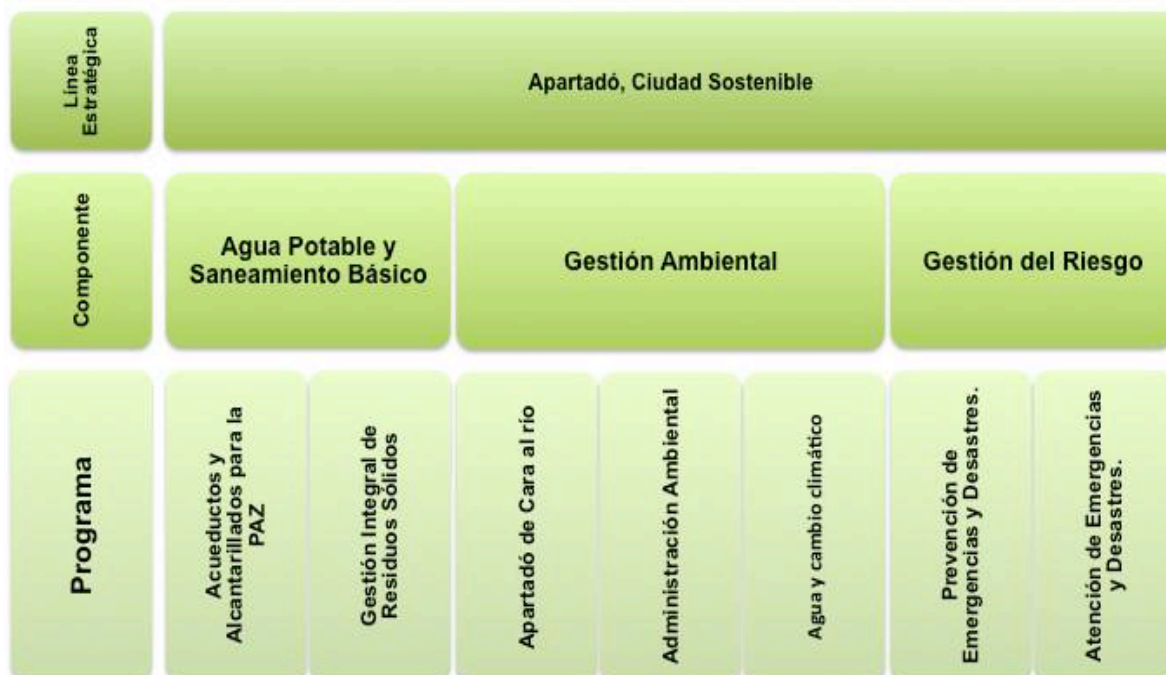 Línea
Estratégica
Apartadó, Ciudad Sostenible
Componente
Agua Potable y
Saneamiento Básico
Gestión Ambiental
Gestión del Riesgo
Programa
Acueductos y
Alcantarillados para la
PAZ
Gestión Integral de
Residuos Sólidos
Apartadó de Cara al río
Administración Ambiental
Agua y cambio climático
Prevención de
Emergencias y Desastres.
Atención de Emergencias
y Desastres.